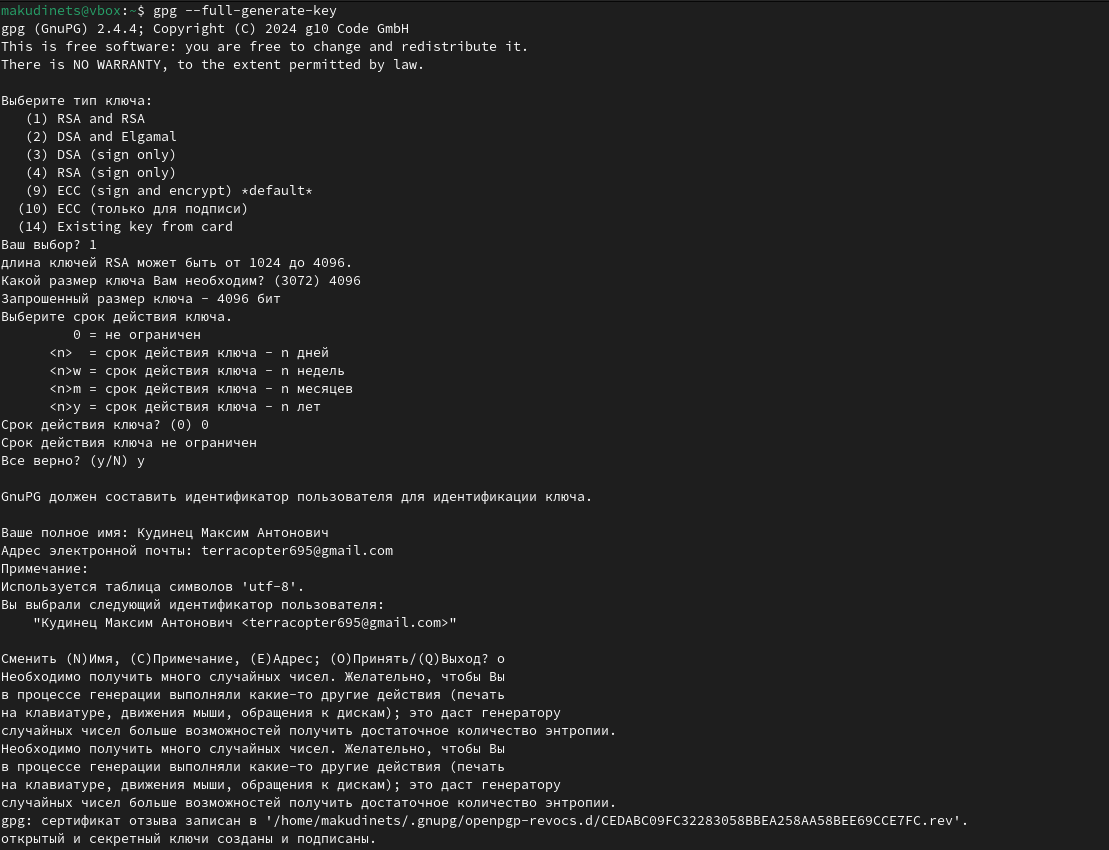 makudinets@vbox:~$ gpg --full-generate-key
gpg (GnuPG) 2.4.4; Copyright (C) 2024 g10 Code GmbH
This is free software: you are free to change and redistribute it.
There is NO WARRANTY, to the extent permitted by law.
Выберите тип ключа:
(1) RSA and RSA
(2) DSA and Elgamal
(3) DSA (sign only)
(4) RSA (sign only)
(9) ECC (sign and encrypt) *default*
(10) ECC (только для подписи)
(14) Existing key from card
Ваш выбор? 1
длина ключей RSA может быть от 1024 до 4096.
Какой размер ключа Вам необходим? (3072) 4096
Запрошенный размер ключа - 4096 бит
Выберите срок действия ключа.
0 = не ограничен
<n>  = срок действия ключа - n дней
<n>w = срок действия ключа - n недель
<n>m = срок действия ключа - n месяцев
<n>y = срок действия ключа - n лет
Срок действия ключа? (0) 0
Срок действия ключа не ограничен
Все верно? (y/N) y
GnuPG должен составить идентификатор пользователя для идентификации ключа.
Ваше полное имя: Кудинец Максим Антонович
Адрес электронной почты: terracopter695@gmail.com
Примечание:
Используется таблица символов 'utf-8'.
Вы выбрали следующий идентификатор пользователя:
"Кудинец Максим Антонович <terracopter695@gmail.com>"
Сменить (N)Имя, (C)Примечание, (E)Адрес; (O)Принять/(Q)Выход? o
Необходимо получить много случайных чисел. Желательно, чтобы Вы
в процессе генерации выполняли какие-то другие действия (печать
на клавиатуре, движения мыши, обращения к дискам); это даст генератору
случайных чисел больше возможностей получить достаточное количество энтропии.
Необходимо получить много случайных чисел. Желательно, чтобы Вы
в процессе генерации выполняли какие-то другие действия (печать
на клавиатуре, движения мыши, обращения к дискам); это даст генератору
случайных чисел больше возможностей получить достаточное количество энтропии.
gpg: сертификат отзыва записан в '/home/makudinets/.gnupg/openpgp-revocs.d/CEDABC09FC32283058BBEA258AA58BEE69CCE7FC.rev'.
открытый и секретный ключи созданы и подписаны.